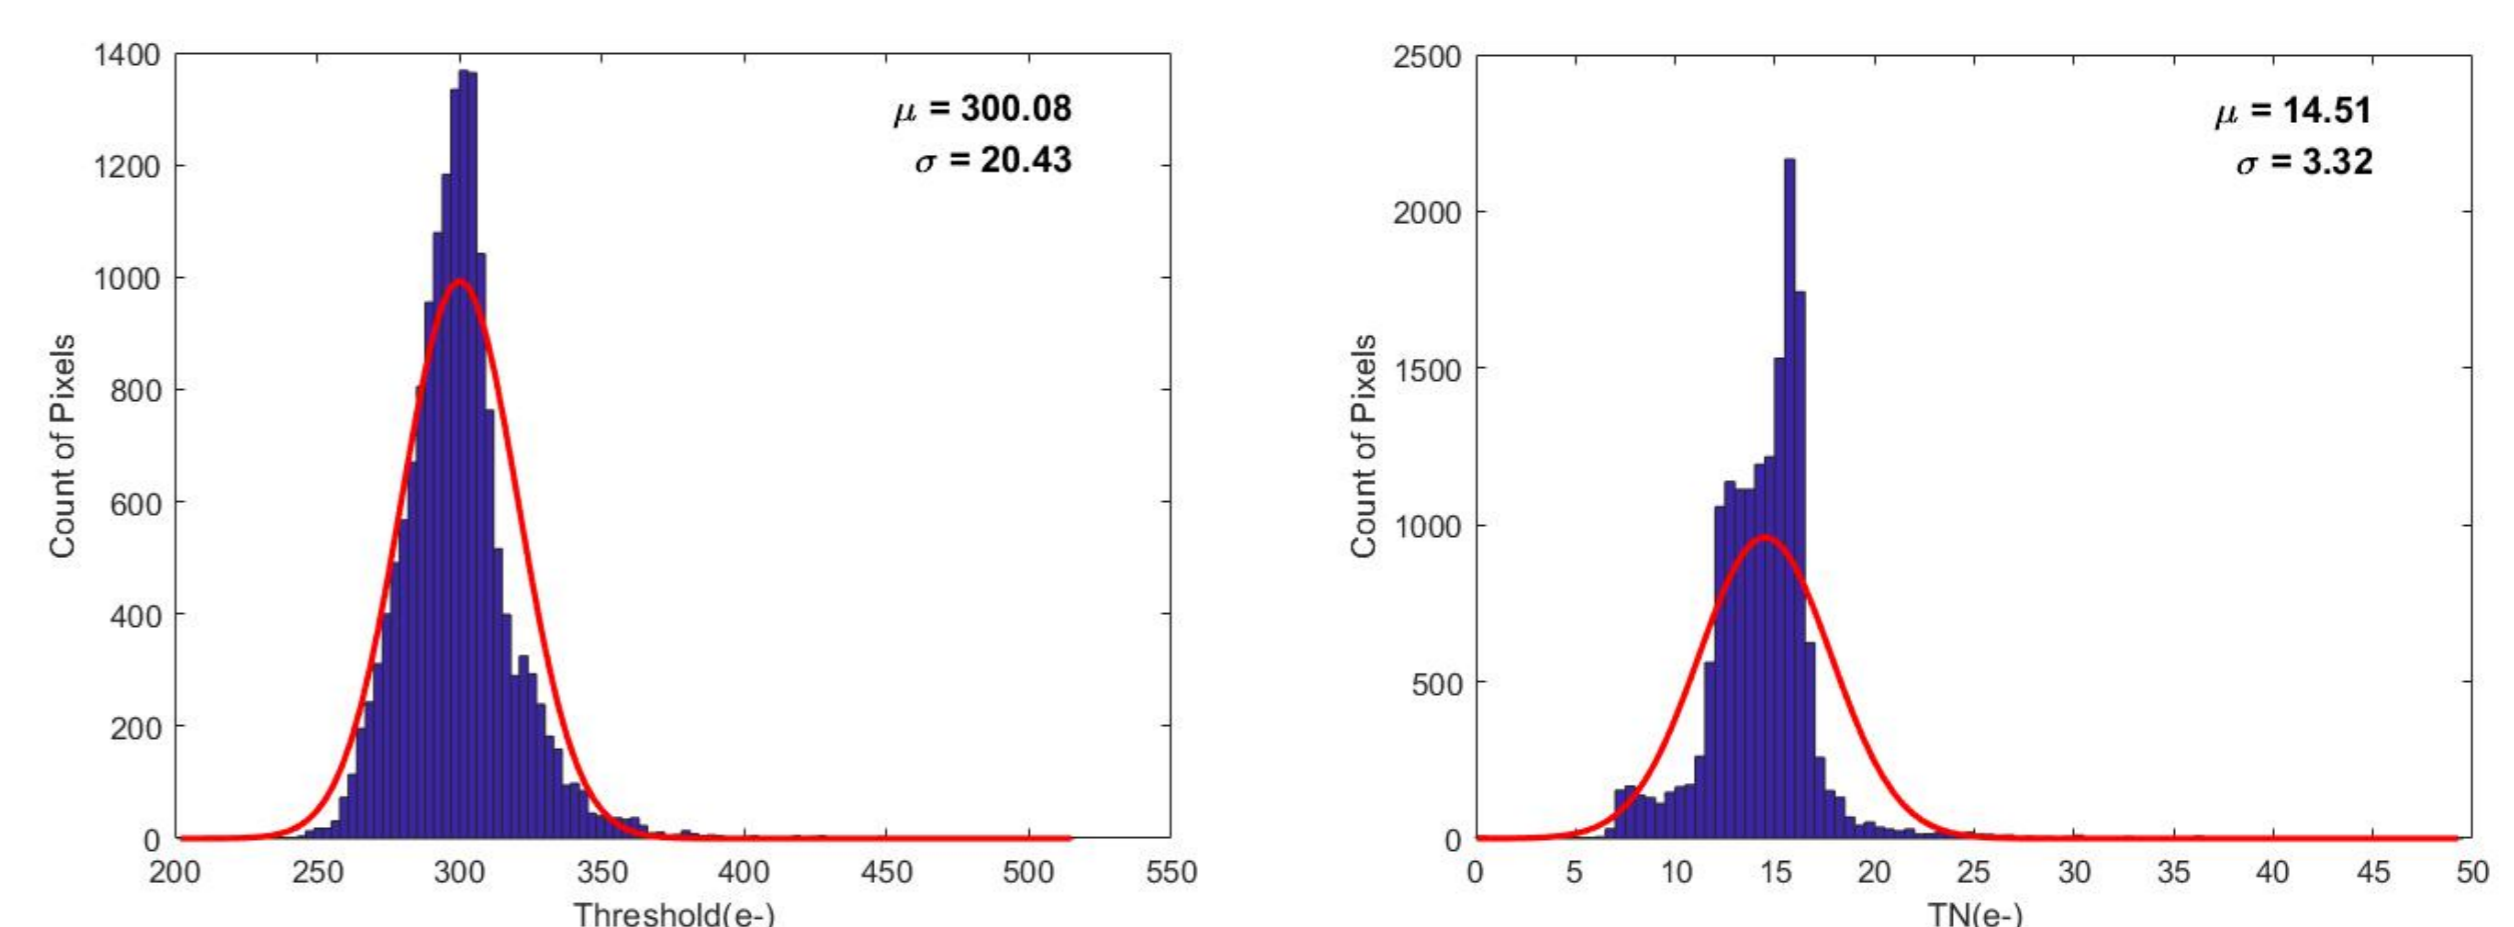 1400
1200
1000
800
600
400
200
0
Count of Pixels
μ = 300.08
σ = 20.43
200 250 300 350 400 450 500 550
Threshold(e-)
2500
2000
1500
1000
500
0
Count of Pixels
μ = 14.51
σ = 3.32
0 5 10 15 20 25 30 35 40 45 50
TN(e-)